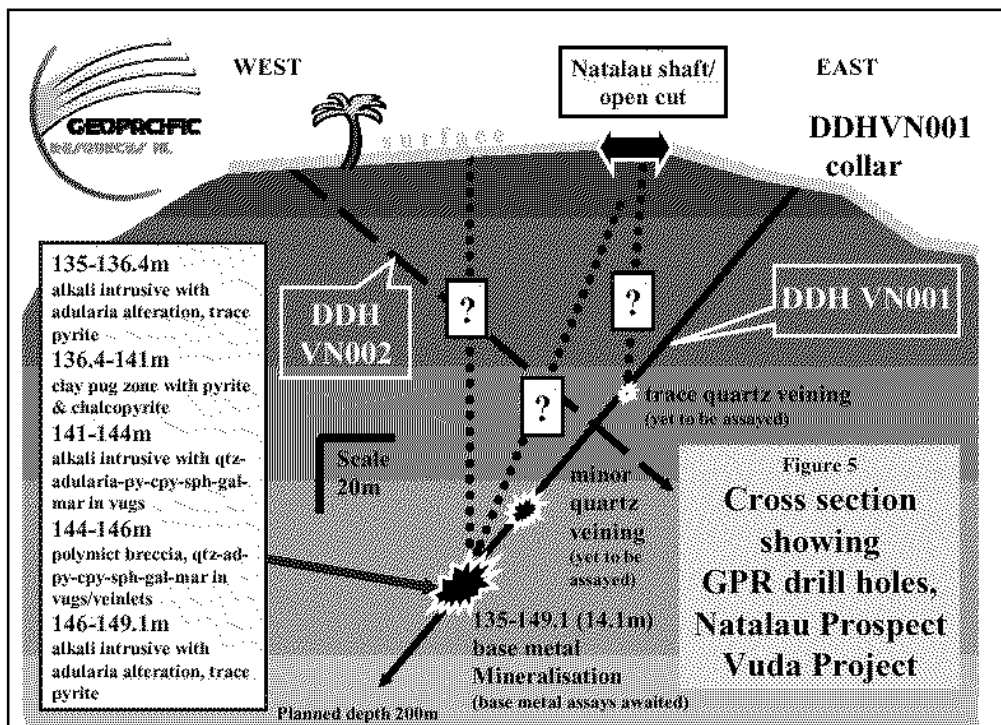 GEOPACIFIC
RESOURCES NL
WEST
surface
Natalau shaft/
open cut
EAST
DDHVN001
collar
135-136.4m
alkali intrusive with
adularia alteration, trace
pyrite
136.4-141m
clay pug zone with pyrite
& chalcopyrite
141-144m
alkali intrusive with qtz-
adularia-py-cpy-sph-gal-
mar in vugs
144-146m
polymict breccia, qtz-ad-
py-cpy-sph-gal-mar in
vugs/veinlets
146-149.1m
alkali intrusive with
adularia alteration, trace
pyrite
DDH
VN002
?
?
?
DDH VN001
trace quartz veining
(yet to be assayed)
Scale
20m
minor
quartz
veining
(yet to be
assayed)
135-149.1 (14.1m)
base metal
Mineralisation
(base metal assays awaited)
Planned depth 200m
Figure 5
Cross section
showing
GPR drill holes,
Natalau Prospect
Vuda Project